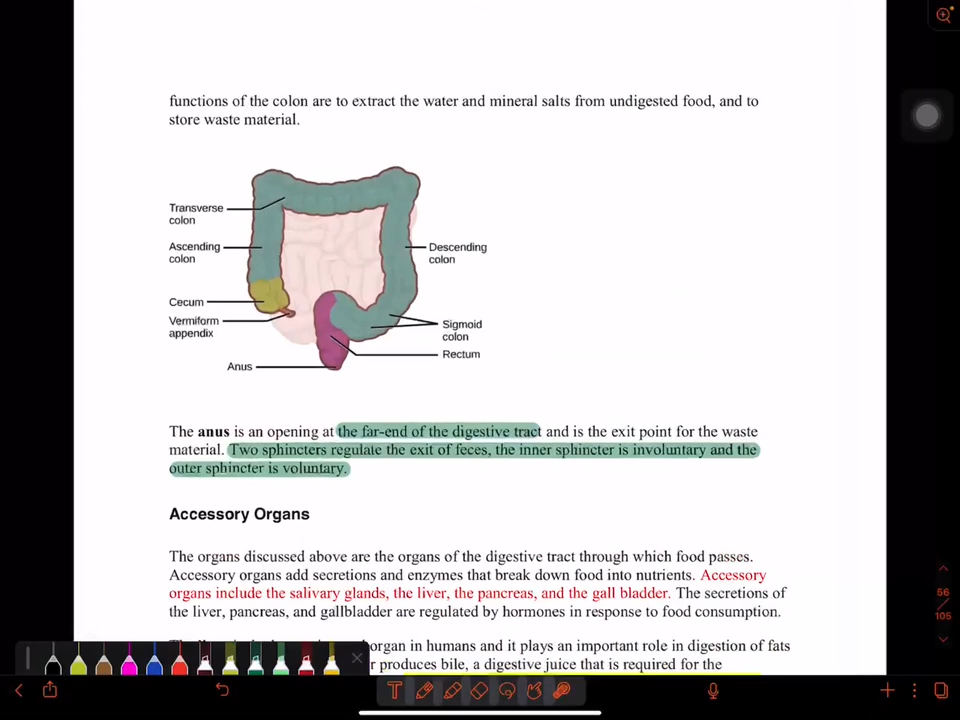 functions of the colon are to extract the water and mineral salts from undigested food, and to
store waste material.
Transverse
colon
Ascending
colon
Descending
colon
Cecum
Vermiform
appendix
Sigmoid
colon
Rectum
Anus
The anus is an opening at the far-end of the digestive tract and is the exit point for the waste
material. Two sphincters regulate the exit of feces, the inner sphincter is involuntary and the
outer sphincter is voluntary.
Accessory Organs
The organs discussed above are the organs of the digestive tract through which food passes.
Accessory organs add secretions and enzymes that break down food into nutrients. Accessory
organs include the salivary glands, the liver, the pancreas, and the gall bladder. The secretions of
the liver, pancreas, and gallbladder are regulated by hormones in response to food consumption.
organ in humans and it plays an important role in digestion of fats
produces bile, a digestive juice that is required for the
56
105